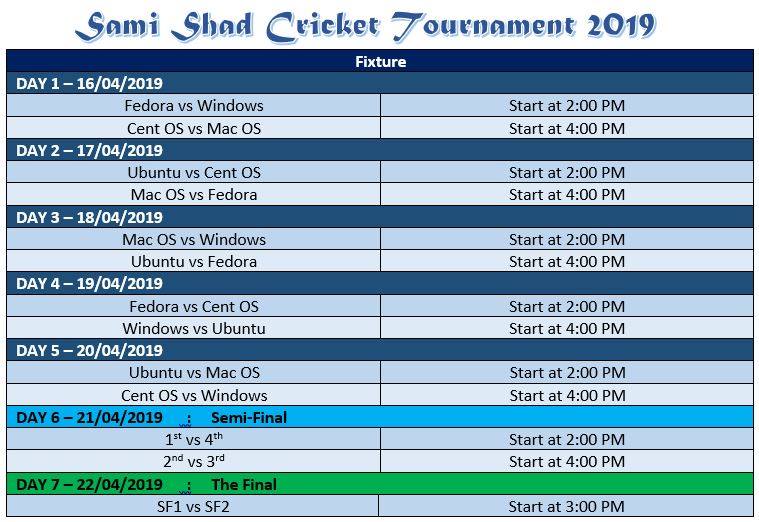 Sami Shad Cricket Tournament 2019
Fixture
DAY 1 – 16/04/2019
Fedora vs Windows Start at 2:00 PM
Cent OS vs Mac OS Start at 4:00 PM
DAY 2 – 17/04/2019
Ubuntu vs Cent OS Start at 2:00 PM
Mac OS vs Fedora Start at 4:00 PM
DAY 3 – 18/04/2019
Mac OS vs Windows Start at 2:00 PM
Ubuntu vs Fedora Start at 4:00 PM
DAY 4 – 19/04/2019
Fedora vs Cent OS Start at 2:00 PM
Windows vs Ubuntu Start at 4:00 PM
DAY 5 – 20/04/2019
Ubuntu vs Mac OS Start at 2:00 PM
Cent OS vs Windows Start at 4:00 PM
DAY 6 – 21/04/2019 : Semi-Final
1st vs 4th Start at 2:00 PM
2nd vs 3rd Start at 4:00 PM
DAY 7 – 22/04/2019 : The Final
SF1 vs SF2 Start at 3:00 PM